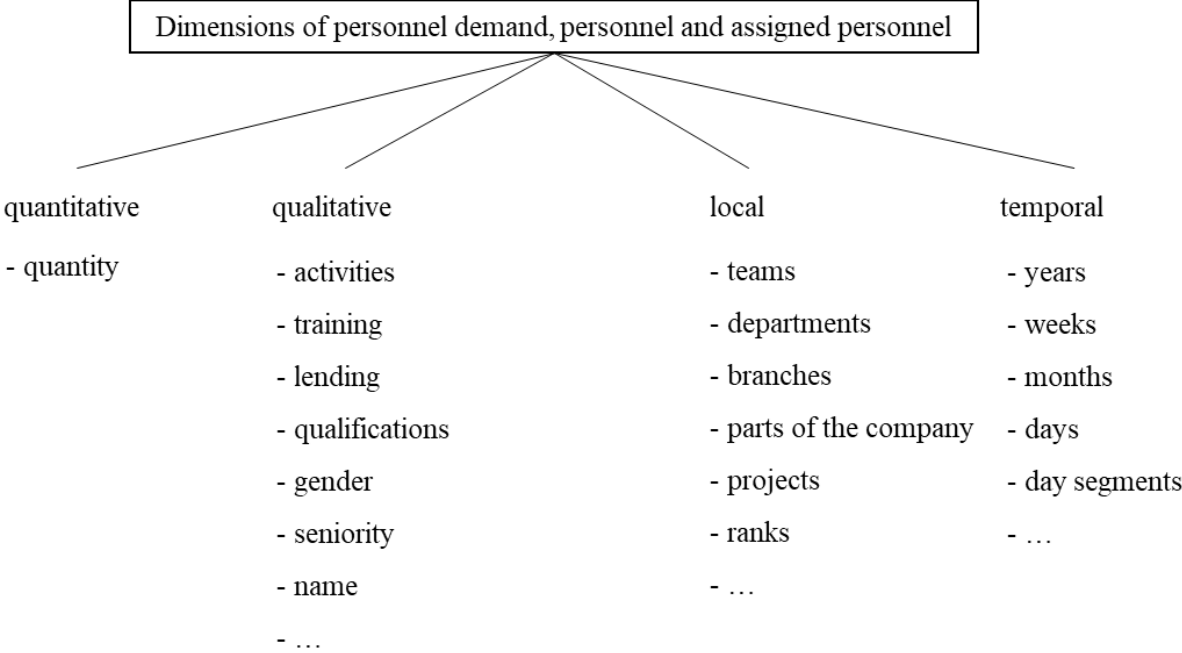 Dimensions of personnel demand, personnel and assigned personnel
quantitative
- quantity
qualitative
- activities
- training
- lending
- qualifications
- gender
- seniority
- name
- …
local
- teams
- departments
- branches
- parts of the company
- projects
- ranks
- …
temporal
- years
- weeks
- months
- days
- day segments
- …